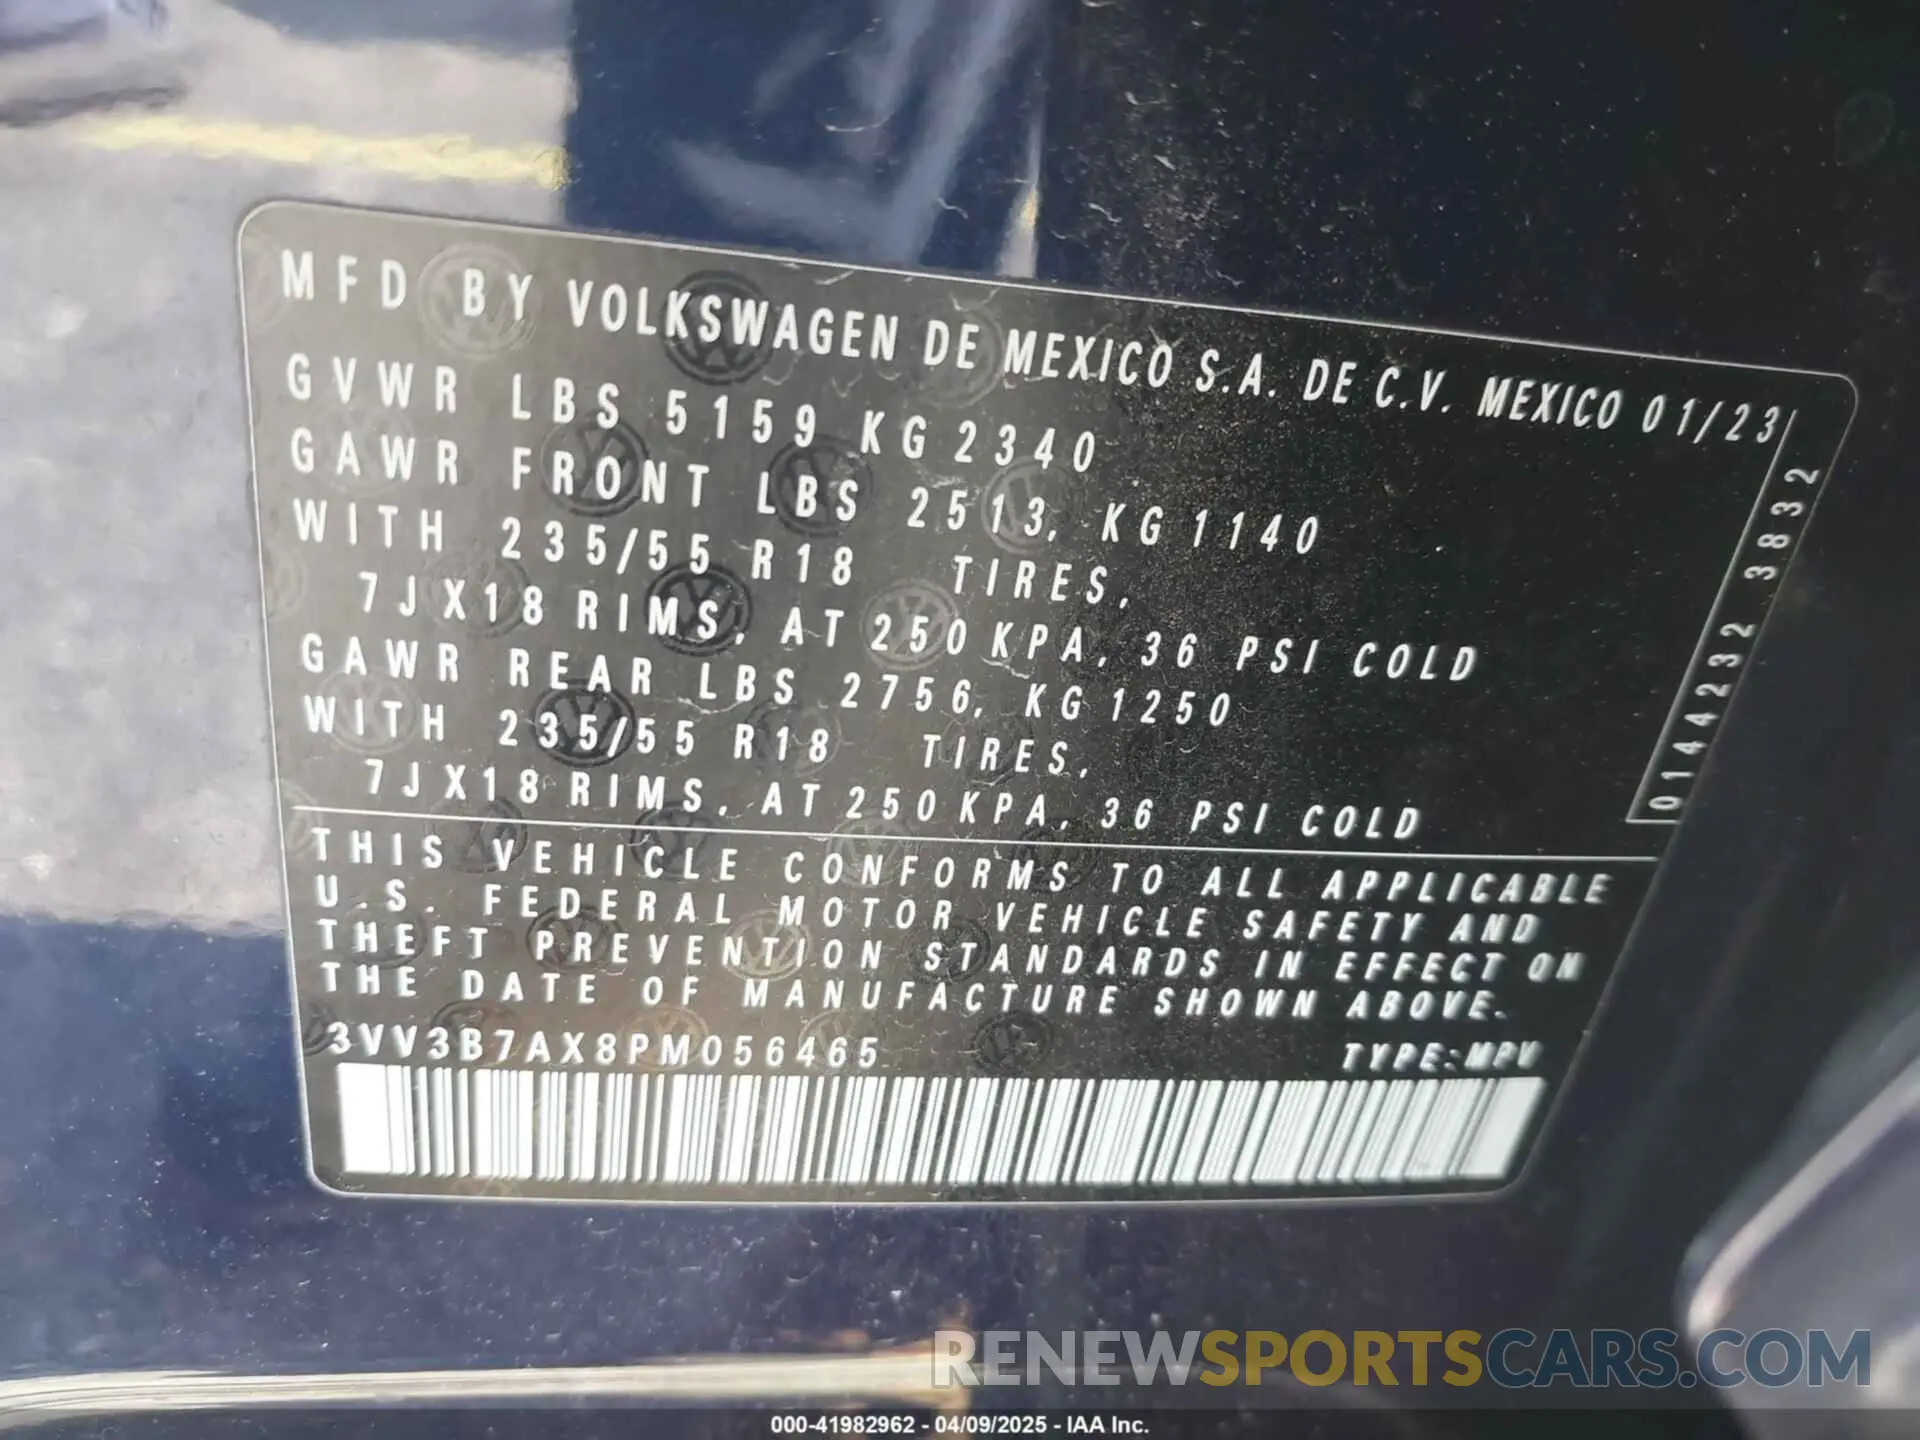 MFD BY VOLKSWAGEN DE MEXICO S.A. DE C.V. MEXICO 01/23
GVWR LBS 5159 KG 2340
GAWR FRONT LBS 2513, KG 1140
WITH 235/55 R18 TIRES,
7JX18 RIMS, AT 250 KPA, 36 PSI COLD
GAWR REAR LBS 2756, KG 1250
WITH 235/55 R18 TIRES,
7JX18 RIMS, AT 250 KPA, 36 PSI COLD
0144232 3832
THIS VEHICLE CONFORMS TO ALL APPLICABLE
U.S. FEDERAL MOTOR VEHICLE SAFETY AND
THEFT PREVENTION STANDARDS IN EFFECT ON
THE DATE OF MANUFACTURE SHOWN ABOVE.
3VV3B7AX8PM056465 TYPE:MPV
RENEWSPORTSCARS.COM
000-41982962 - 04/09/2025 - IAA Inc.